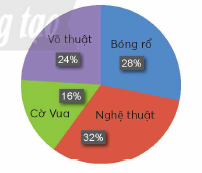 Võ thuật
24%
Bóng rổ
28%
Cờ Vua
16%
Nghệ thuật
32%